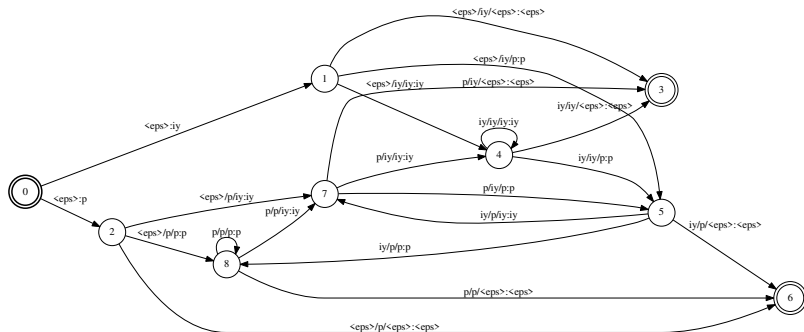 <eps>/iy/<eps>:<eps>
<eps>/iy/p:p
1
<eps>/iy/iy:iy
p/iy/<eps>:<eps>
3
iy/iy/<eps>:<eps>
<eps>:iy
iy/iy/iy:iy
4
p/iy/iy:iy
iy/iy/p:p
0
<eps>:p
<eps>/p/iy:iy
7
p/iy/p:p
p/p/iy:iy
5
iy/p/iy:iy
iy/p/<eps>:<eps>
2
<eps>/p/p:p
p/p/p:p
8
iy/p/p:p
p/p/<eps>:<eps>
6
<eps>/p/<eps>:<eps>